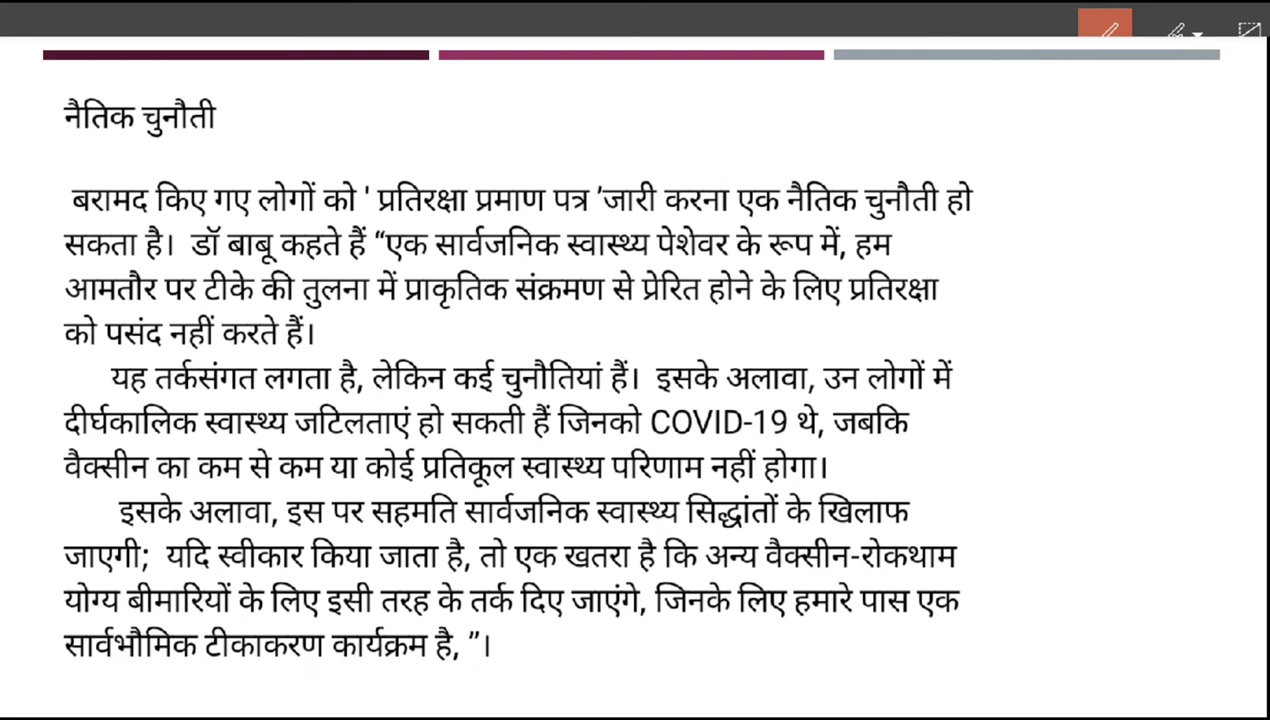 नैतिक चुनौती
बरामद किए गए लोगों को ' प्रतिरक्षा प्रमाण पत्र ’जारी करना एक नैतिक चुनौती हो
सकता है। डॉ बाबू कहते हैं “एक सार्वजनिक स्वास्थ्य पेशेवर के रूप में, हम
आमतौर पर टीके की तुलना में प्राकृतिक संक्रमण से प्रेरित होने के लिए प्रतिरक्षा
को पसंद नहीं करते हैं।
यह तर्कसंगत लगता है, लेकिन कई चुनौतियां हैं। इसके अलावा, उन लोगों में
दीर्घकालिक स्वास्थ्य जटिलताएं हो सकती हैं जिनको COVID-19 थे, जबकि
वैक्सीन का कम से कम या कोई प्रतिकूल स्वास्थ्य परिणाम नहीं होगा।
इसके अलावा, इस पर सहमति सार्वजनिक स्वास्थ्य सिद्धांतों के खिलाफ
जाएगी; यदि स्वीकार किया जाता है, तो एक खतरा है कि अन्य वैक्सीन-रोकथाम
योग्य बीमारियों के लिए इसी तरह के तर्क दिए जाएंगे, जिनके लिए हमारे पास एक
सार्वभौमिक टीकाकरण कार्यक्रम है, ”।